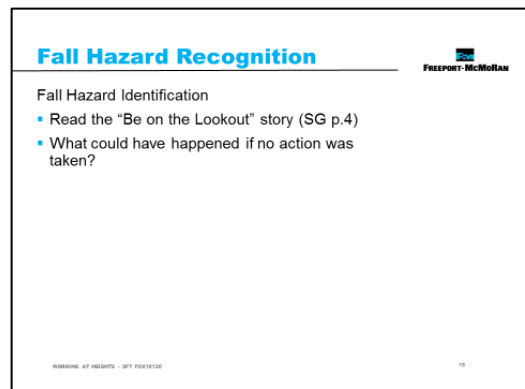 Fall Hazard Recognition
FCX
FREEPORT-McMoRAN
Fall Hazard Identification
▪ Read the “Be on the Lookout” story (SG p.4)
▪ What could have happened if no action was
taken?
WORKING AT HEIGHTS - SFT FCX1012C